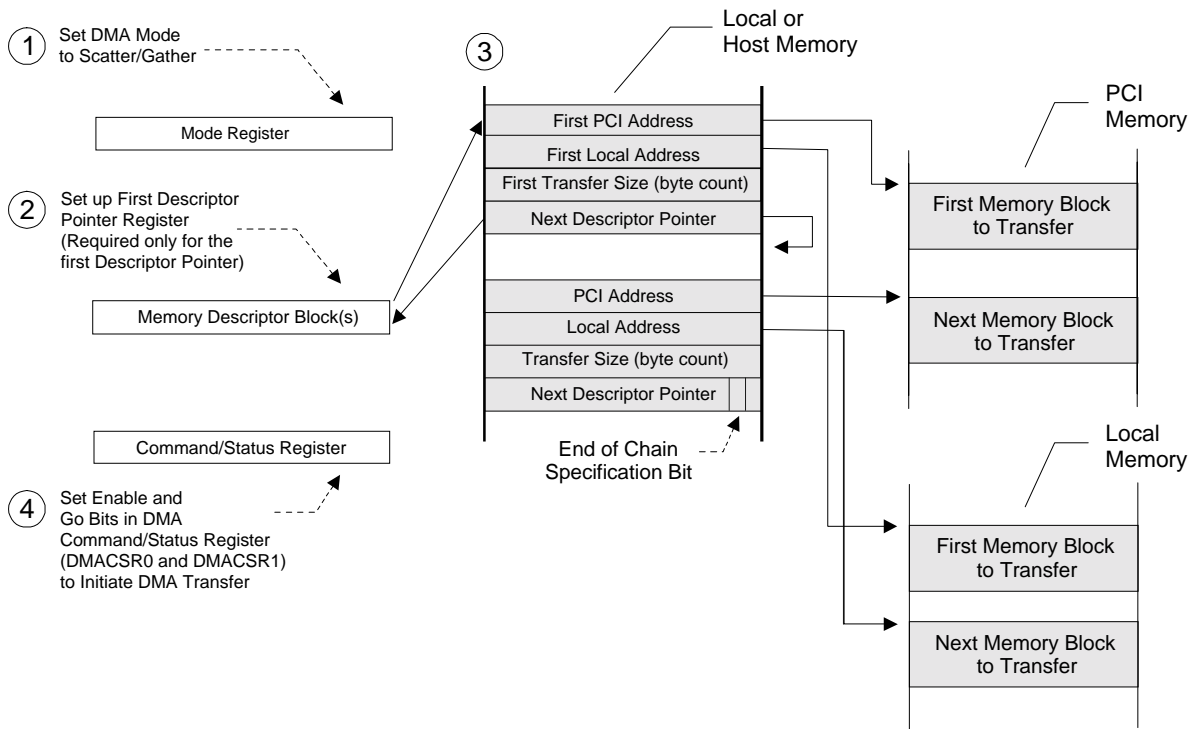 1
Set DMA Mode
to Scatter/Gather
Mode Register
2
Set up First Descriptor
Pointer Register
(Required only for the
first Descriptor Pointer)
Memory Descriptor Block(s)
Command/Status Register
4
Set Enable and
Go Bits in DMA
Command/Status Register
(DMACSR0 and DMACSR1)
to Initiate DMA Transfer
3
Local or
Host Memory
First PCI Address
First Local Address
First Transfer Size (byte count)
Next Descriptor Pointer
PCI Address
Local Address
Transfer Size (byte count)
Next Descriptor Pointer
End of Chain
Specification Bit
PCI
Memory
First Memory Block
to Transfer
Next Memory Block
to Transfer
Local
Memory
First Memory Block
to Transfer
Next Memory Block
to Transfer